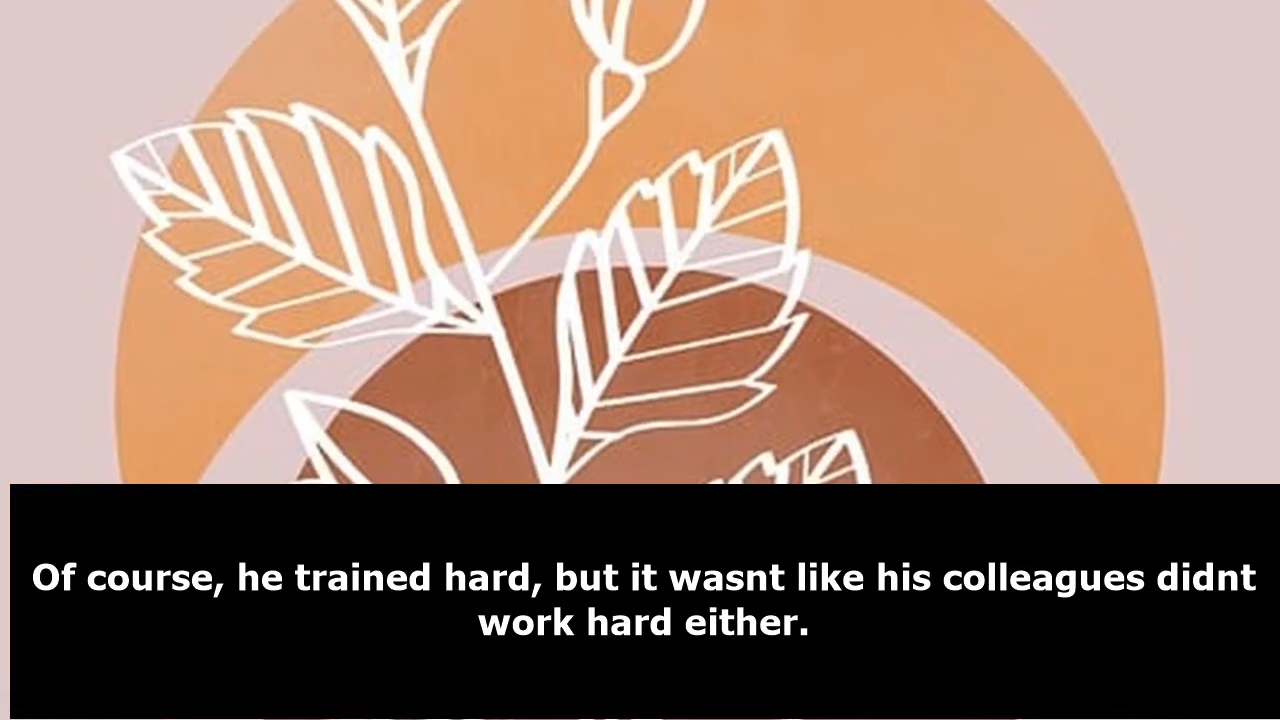 Of course, he trained hard, but it wasnt like his colleagues didnt
work hard either.